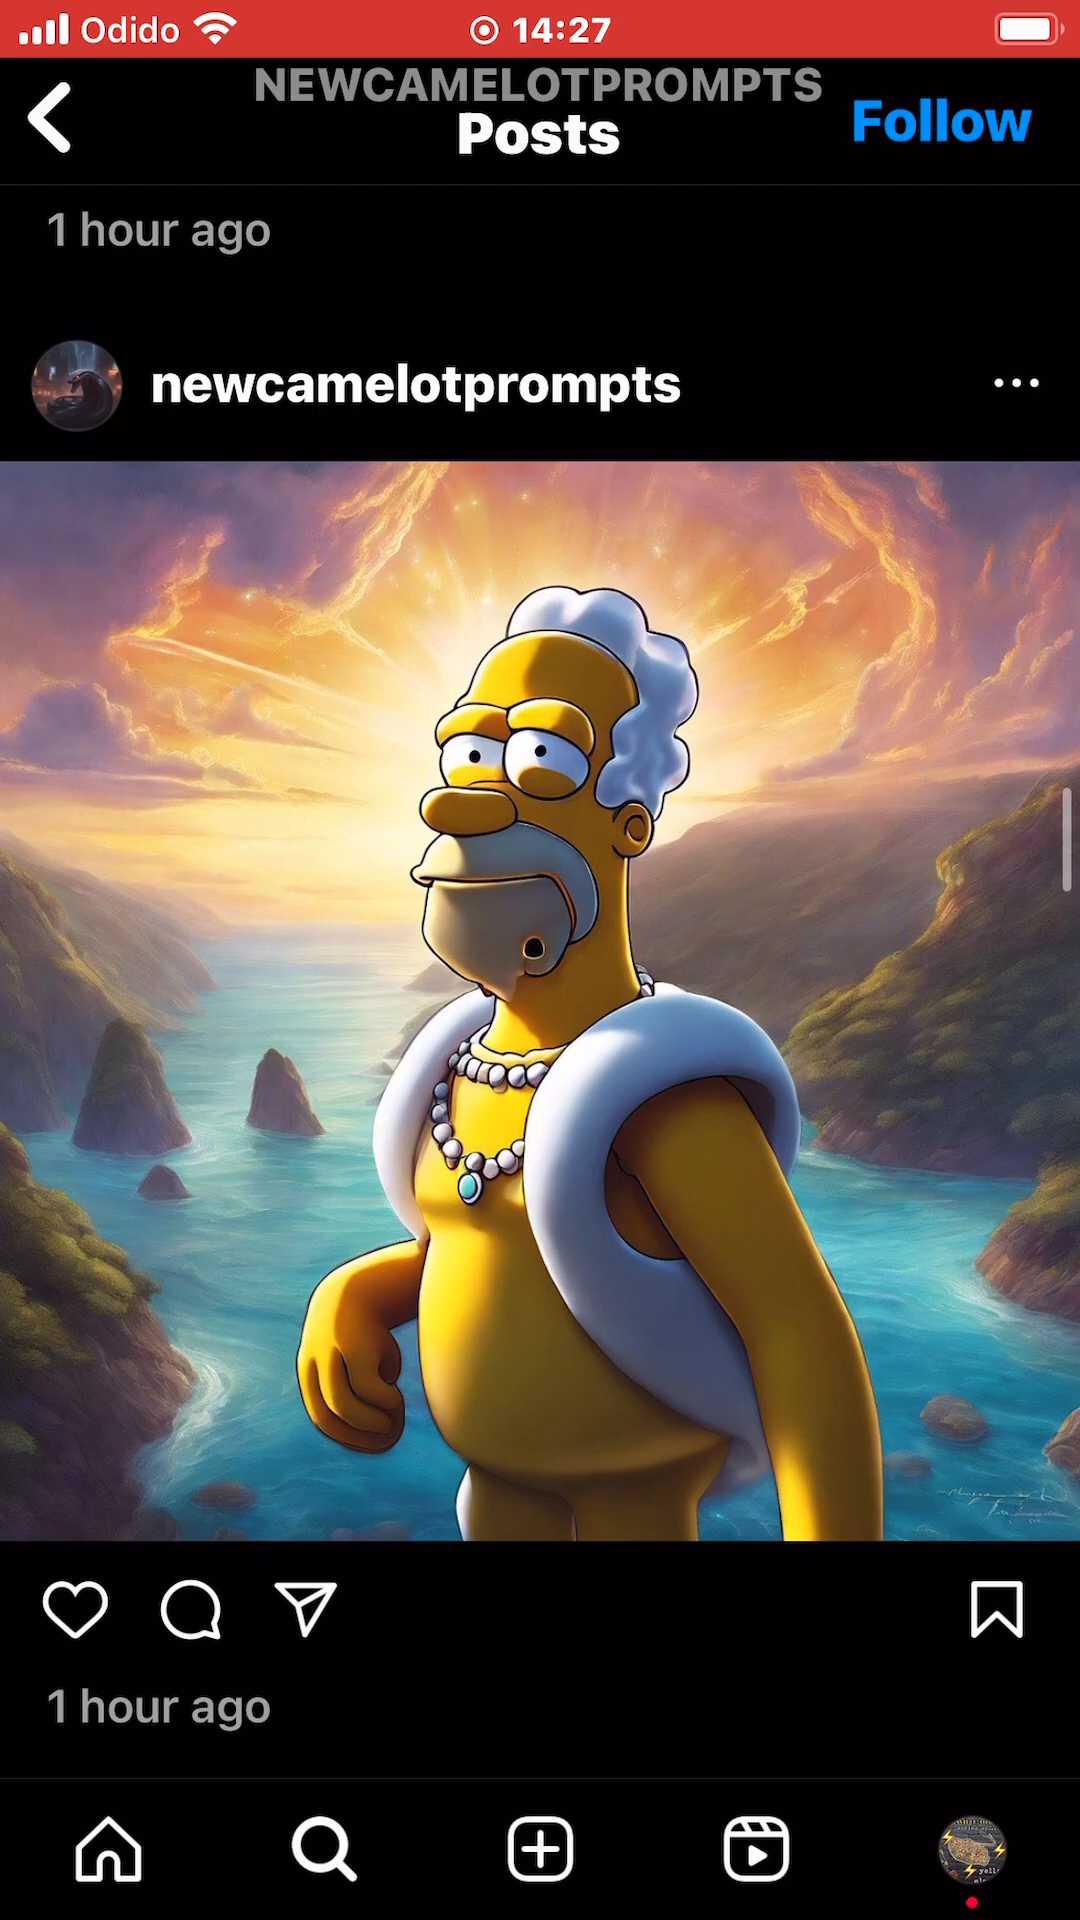 Odido 14:27
NEWCAMELOTPROMPTS
Posts
Follow
1 hour ago
newcamelotprompts
1 hour ago